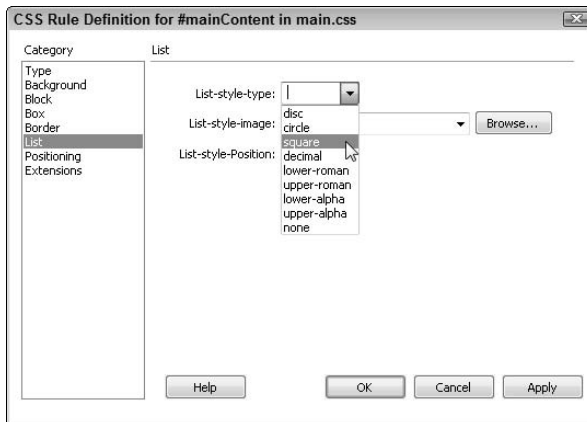 CSS Rule Definition for #mainContent in main.css
Category
List
Type
Background
Block
Box
Border
List
Positioning
Extensions
List-style-type:
disc
circle
square
decimal
lower-roman
upper-roman
lower-alpha
upper-alpha
none
List-style-image:
Browse...
List-style-Position:
Help
OK
Cancel
Apply